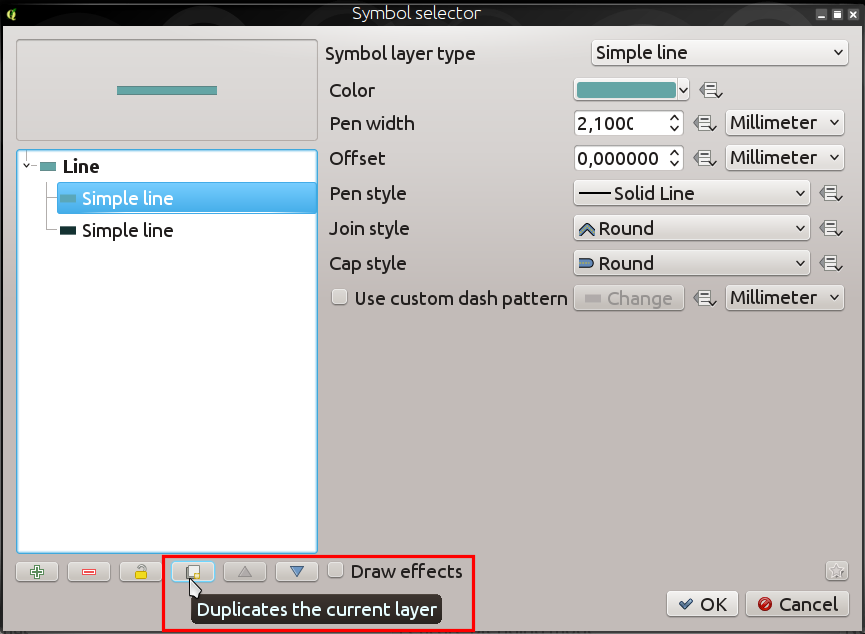 Symbol selector
Symbol layer type
Simple line
Color
Pen width
2,1000
Millimeter
Offset
0,000000
Millimeter
Pen style
Solid Line
Join style
Round
Cap style
Round
Use custom dash pattern
Change
Millimeter
Line
Simple line
Simple line
Draw effects
Duplicates the current layer
OK
Cancel